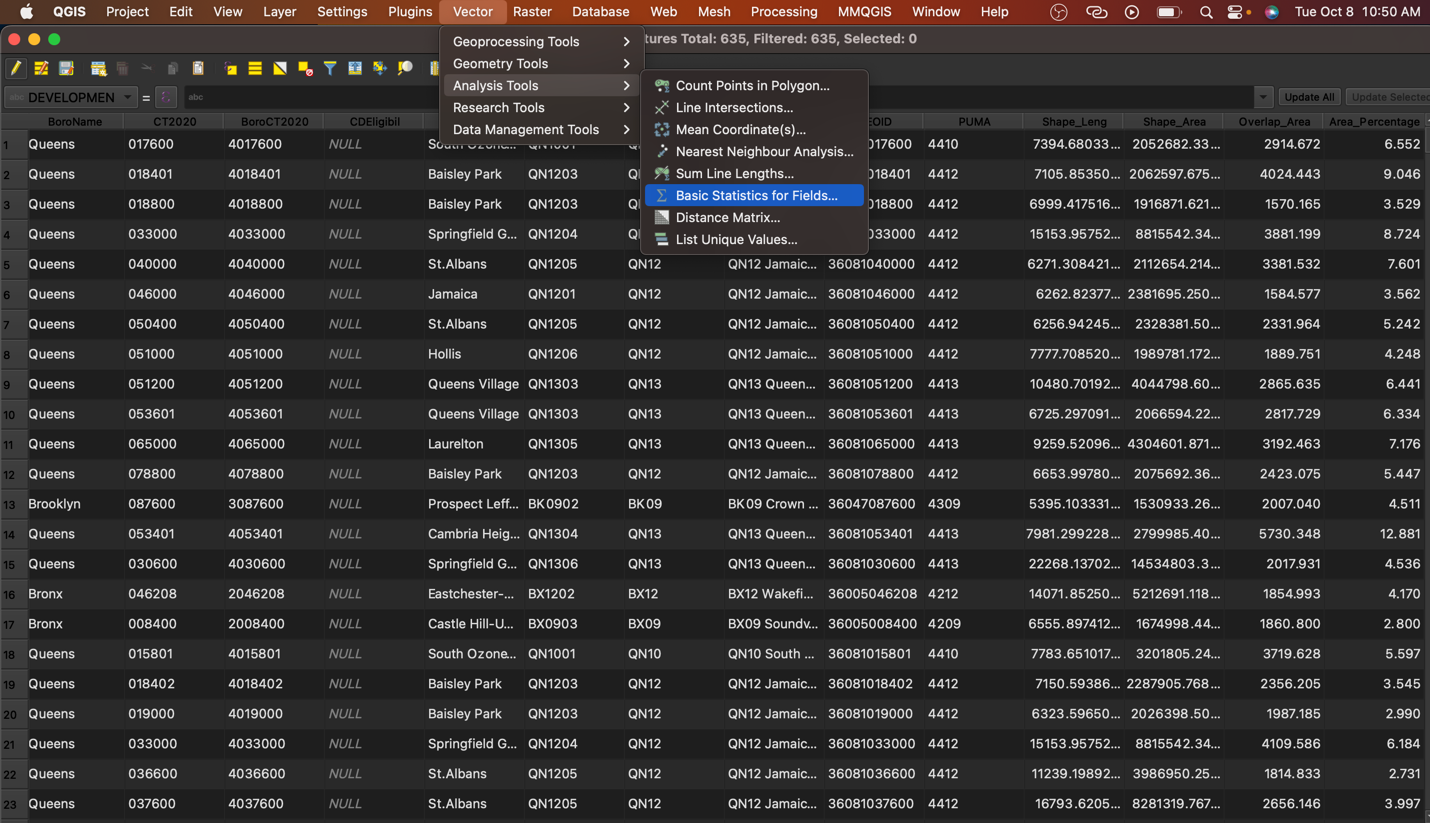 QGIS Project Edit View Layer Settings Plugins Vector Raster Database Web Mesh Processing MMQGIS Window Help Tue Oct 8 10:50 AM
tures Total: 635, Filtered: 635, Selected: 0
Geoprocessing Tools
Geometry Tools
Analysis Tools
Research Tools
Data Management Tools
Count Points in Polygon...
Line Intersections...
Mean Coordinate(s)...
Nearest Neighbour Analysis...
Sum Line Lengths...
Basic Statistics for Fields...
Distance Matrix...
List Unique Values...
abc DEVELOPMEN = abc Update All Update Selected
BoroName CT2020 BoroCT2020 CDEligibil EOID PUMA Shape_Leng Shape_Area Overlap_Area Area_Percentage
1 Queens 017600 4017600 NULL South Ozone... QN1001 017600 4410 7394.68033... 2052682.33... 2914.672 6.552
2 Queens 018401 4018401 NULL Baisley Park QN1203 018401 4412 7105.85350... 2062597.675... 4024.443 9.046
3 Queens 018800 4018800 NULL Baisley Park QN1203 018800 4412 6999.417516... 1916871.621... 1570.165 3.529
4 Queens 033000 4033000 NULL Springfield G... QN1204 033000 4412 15153.95752... 8815542.34... 3881.199 8.724
5 Queens 040000 4040000 NULL St.Albans QN1205 QN12 QN12 Jamaic... 36081040000 4412 6271.308421... 2112654.214... 3381.532 7.601
6 Queens 046000 4046000 NULL Jamaica QN1201 QN12 QN12 Jamaic... 36081046000 4412 6262.82377... 2381695.250... 1584.577 3.562
7 Queens 050400 4050400 NULL St.Albans QN1205 QN12 QN12 Jamaic... 36081050400 4412 6256.94245... 2328381.50... 2331.964 5.242
8 Queens 051000 4051000 NULL Hollis QN1206 QN12 QN12 Jamaic... 36081051000 4412 7777.708520... 1989781.172... 1889.751 4.248
9 Queens 051200 4051200 NULL Queens Village QN1303 QN13 QN13 Queen... 36081051200 4413 10480.70192... 4044798.60... 2865.635 6.441
10 Queens 053601 4053601 NULL Queens Village QN1303 QN13 QN13 Queen... 36081053601 4413 6725.297091... 2066594.22... 2817.729 6.334
11 Queens 065000 4065000 NULL Laurelton QN1305 QN13 QN13 Queen... 36081065000 4413 9259.52096... 4304601.871... 3192.463 7.176
12 Queens 078800 4078800 NULL Baisley Park QN1203 QN12 QN12 Jamaic... 36081078800 4412 6653.99780... 2075692.36... 2423.075 5.447
13 Brooklyn 087600 3087600 NULL Prospect Leff... BK0902 BK09 BK09 Crown ... 36047087600 4309 5395.103331... 1530933.26... 2007.040 4.511
14 Queens 053401 4053401 NULL Cambria Heig... QN1304 QN13 QN13 Queen... 36081053401 4413 7981.299228... 2799985.40... 5730.348 12.881
15 Queens 030600 4030600 NULL Springfield G... QN1306 QN13 QN13 Queen... 36081030600 4413 22268.13702... 14534803.3... 2017.931 4.536
16 Bronx 046208 2046208 NULL Eastchester-... BX1202 BX12 BX12 Wakefi... 36005046208 4212 14071.85250... 5212691.118... 1854.993 4.170
17 Bronx 008400 2008400 NULL Castle Hill-U... BX0903 BX09 BX09 Soundv... 36005008400 4209 6555.897412... 1674998.44... 1860.800 2.800
18 Queens 015801 4015801 NULL South Ozone... QN1001 QN10 QN10 South ... 36081015801 4410 7783.651017... 3201805.24... 3719.628 5.597
19 Queens 018402 4018402 NULL Baisley Park QN1203 QN12 QN12 Jamaic... 36081018402 4412 7150.59386... 2287905.768... 2356.205 3.545
20 Queens 019000 4019000 NULL Baisley Park QN1203 QN12 QN12 Jamaic... 36081019000 4412 6323.59650... 2026398.50... 1987.185 2.990
21 Queens 033000 4033000 NULL Springfield G... QN1204 QN12 QN12 Jamaic... 36081033000 4412 15153.95752... 8815542.34... 4109.586 6.184
22 Queens 036600 4036600 NULL St.Albans QN1205 QN12 QN12 Jamaic... 36081036600 4412 11239.19892... 3986950.25... 1814.833 2.731
23 Queens 037600 4037600 NULL St.Albans QN1205 QN12 QN12 Jamaic... 36081037600 4412 16793.6205... 8281319.767... 2656.146 3.997